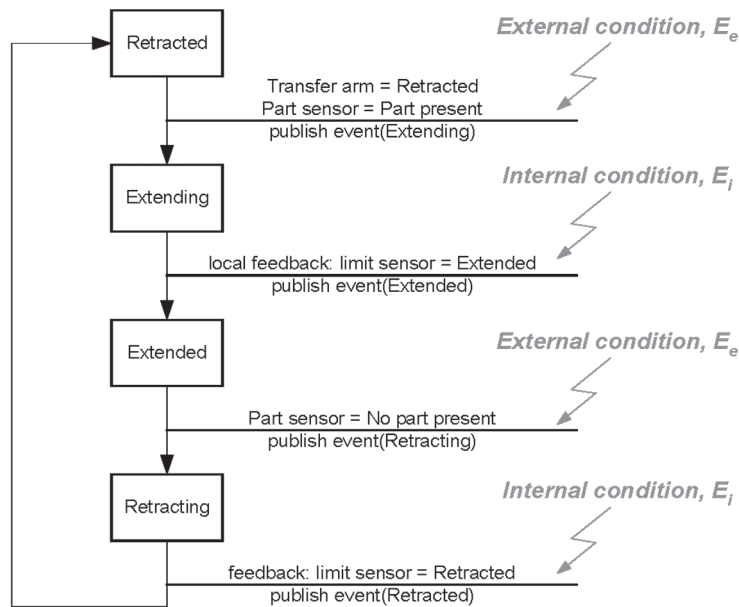 Retracted
External condition, Ee
Transfer arm = Retracted
Part sensor = Part present
publish event(Extending)
Internal condition, Ei
Extending
local feedback: limit sensor = Extended
publish event(Extended)
External condition, Ee
Extended
Part sensor = No part present
publish event(Retracting)
Internal condition, Ei
Retracting
feedback: limit sensor = Retracted
publish event(Retracted)